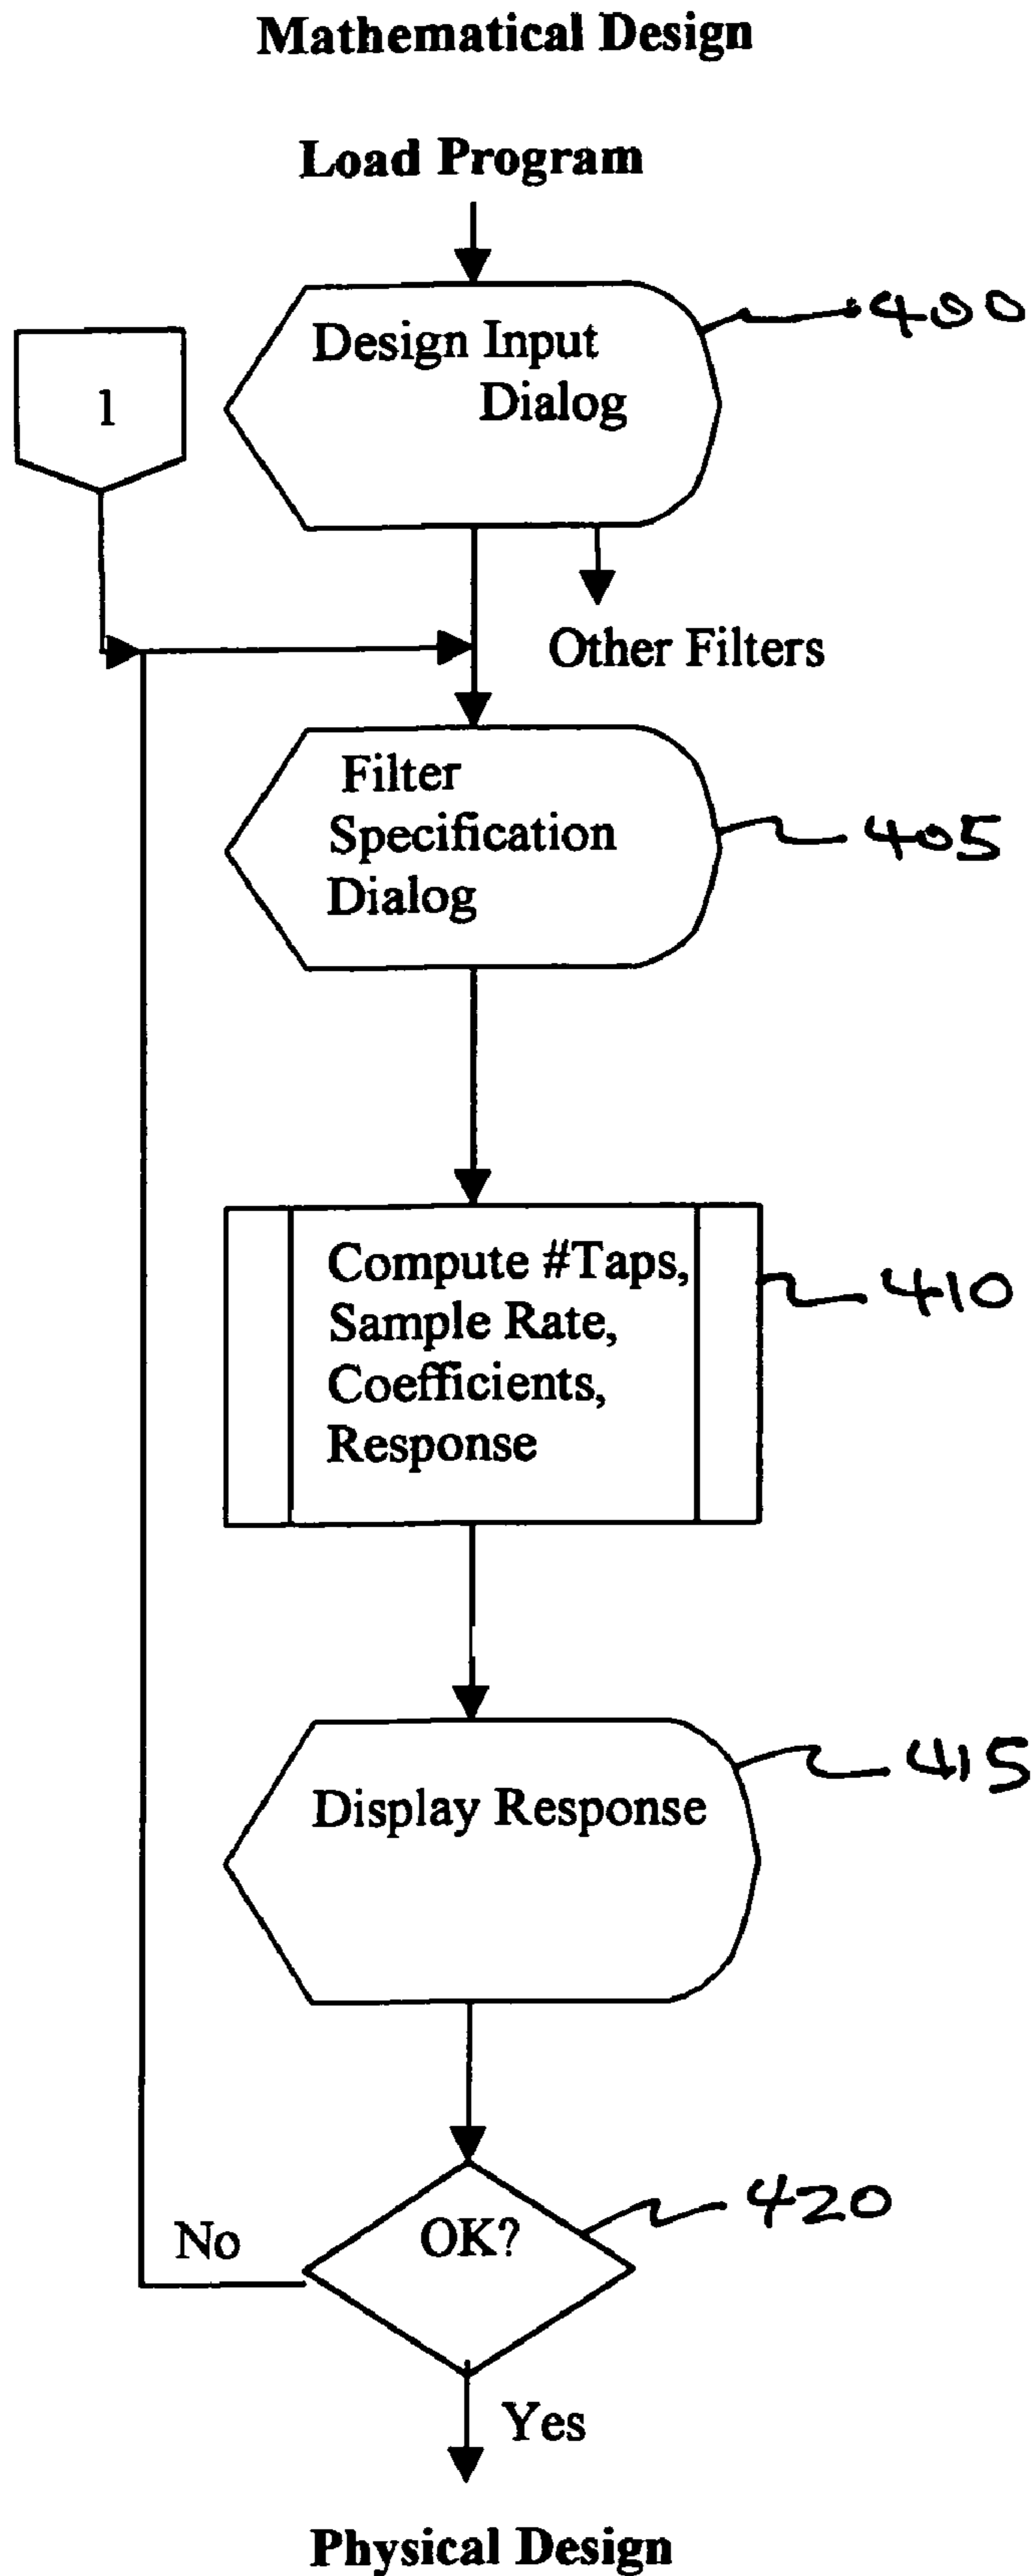 Mathematical Design
Load Program
Design Input
Dialog
400
1
Other Filters
Filter
Specification
Dialog
405
Compute #Taps,
Sample Rate,
Coefficients,
Response
410
Display Response
415
OK?
420
No
Yes
Physical Design